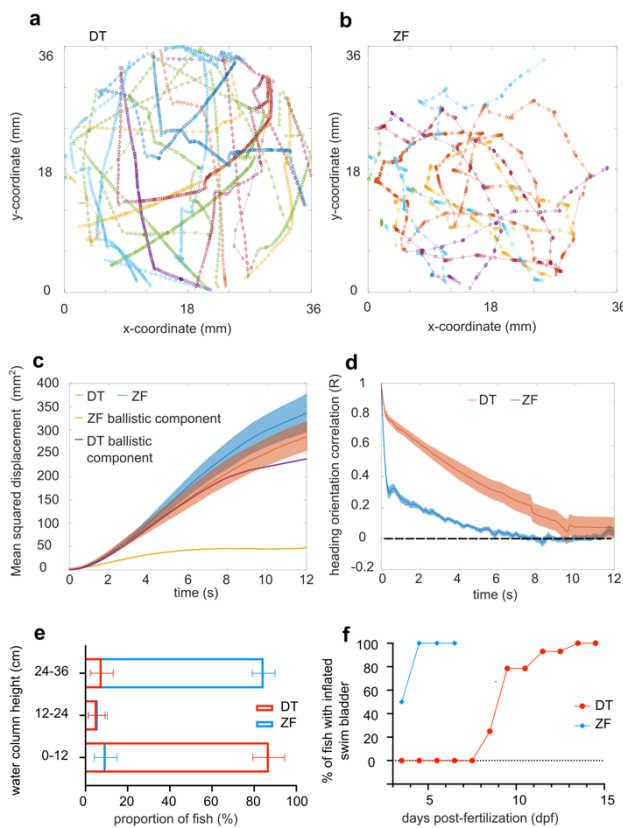 a
DT
y-coordinate (mm)
36
18
0
0 18 36
x-coordinate (mm)
b
ZF
y-coordinate (mm)
36
18
0
0 18 36
x-coordinate (mm)
c
Mean squared displacement (mm²)
400
350
300
250
200
150
100
50
0
DT ZF
ZF ballistic component
DT ballistic
component
0 2 4 6 8 10 12
time (s)
d
heading orientation correlation (R)
1
0.8
0.6
0.4
0.2
0
-0.2
DT ZF
0 2 4 6 8 10 12
time (s)
e
water column height (cm)
24-36
12-24
0-12
DT
ZF
0 20 40 60 80 100
proportion of fish (%)
f
% of fish with inflated
swim bladder
100
80
60
40
20
0
DT
ZF
5 10 15
days post-fertilization (dpf)